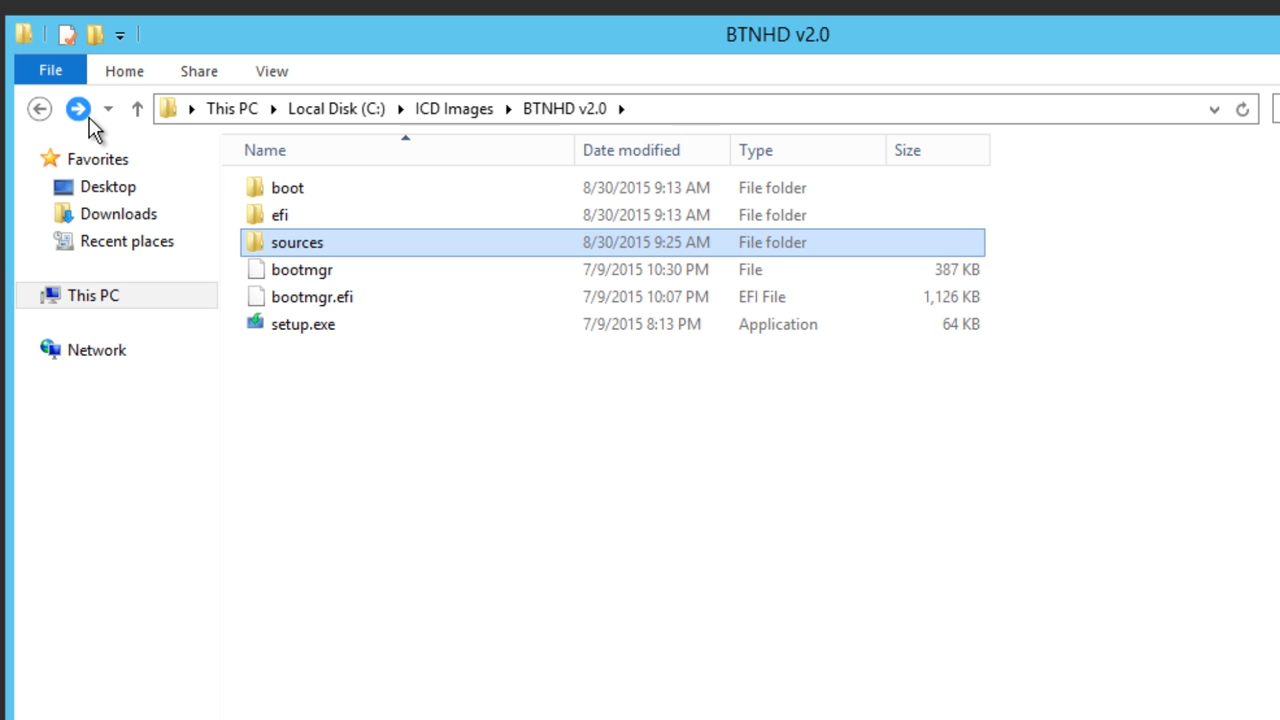 BTNHD v2.0
File Home Share View
This PC Local Disk (C:) ICD Images BTNHD v2.0
Favorites
Desktop
Downloads
Recent places
This PC
Network
Name Date modified Type Size
boot 8/30/2015 9:13 AM File folder
efi 8/30/2015 9:13 AM File folder
sources 8/30/2015 9:25 AM File folder
bootmgr 7/9/2015 10:30 PM File 387 KB
bootmgr.efi 7/9/2015 10:07 PM EFI File 1,126 KB
setup.exe 7/9/2015 8:13 PM Application 64 KB